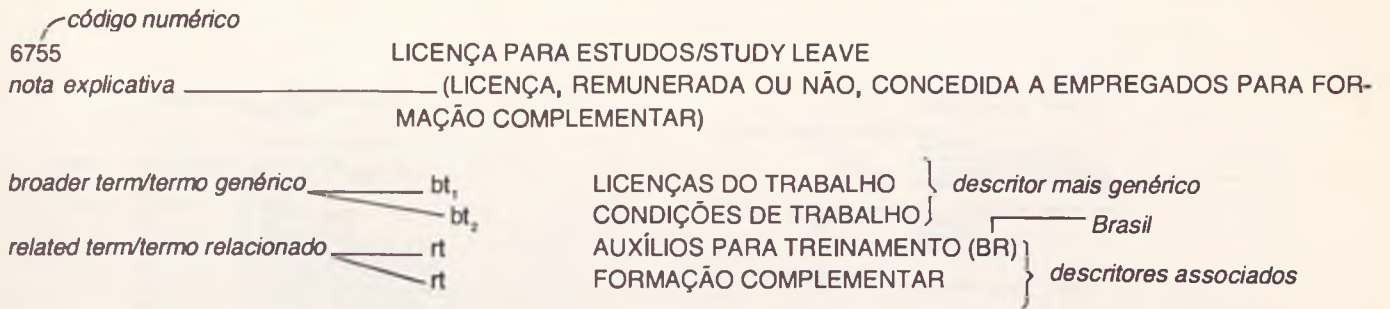 código numérico
6755 LICENÇA PARA ESTUDOS/STUDY LEAVE
nota explicativa (LICENÇA, REMUNERADA OU NÃO, CONCEDIDA A EMPREGADOS PARA FOR-
MAÇÃO COMPLEMENTAR)
broader term/termo genérico bt₁ LICENÇAS DO TRABALHO descritor mais genérico
bt₂ CONDIÇÕES DE TRABALHO
Brasil
related term/termo relacionado rt AUXÍLIOS PARA TREINAMENTO (BR)
rt FORMAÇÃO COMPLEMENTAR descritores associados